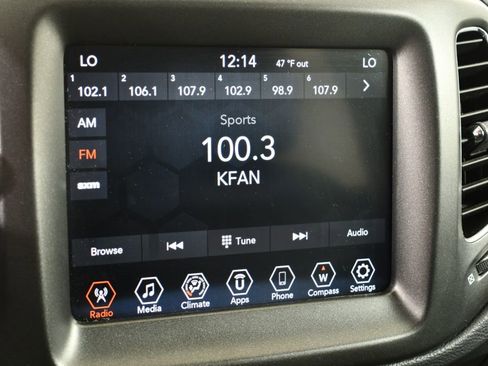 LO 12:14 47 °F out LO
1 2 3 4 5 6
102.1 106.1 107.9 102.9 98.9 107.9
AM
Sports
FM
100.3
KFAN
sxm
Browse Tune Audio
Radio Media Climate Apps Phone Compass Settings
U W